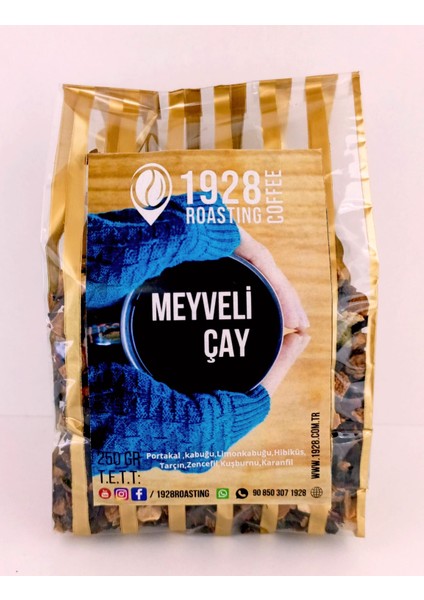 1928
ROASTING
COFFEE
MEYVELİ
ÇAY
250 GR
T.E.T.T:
Portakal ,kabuğu,Limonkabuğu,Hibiküs,
Tarçın,Zencefil,Kuşburnu,Karanfil
/ 1928ROASTING
90 850 307 1928
WWW.1928.COM.TR